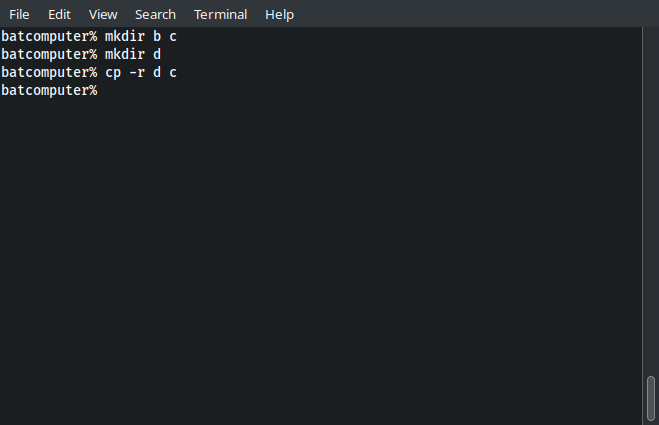 File Edit View Search Terminal Help
batcomputer% mkdir b c
batcomputer% mkdir d
batcomputer% cp -r d c
batcomputer%